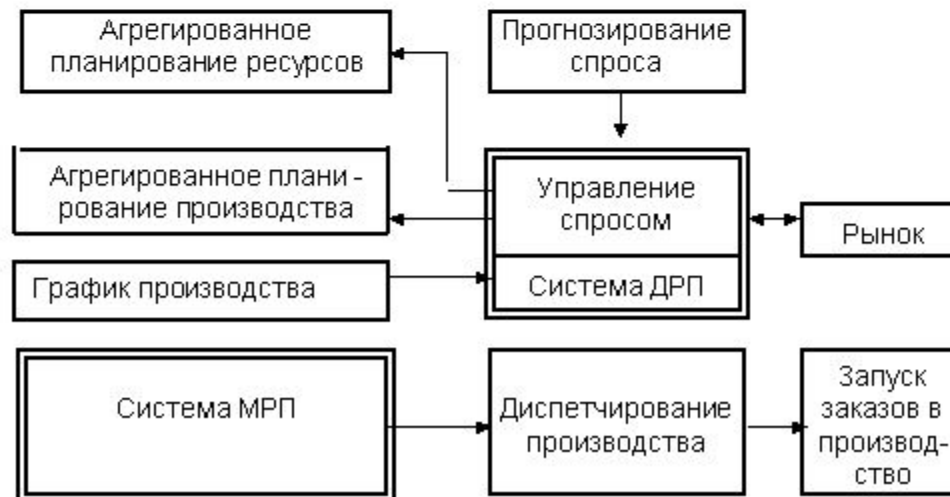 Агрегированное
планирование ресурсов
Прогнозирование
спроса
Агрегированное плани -
рование производства
Управление
спросом
Рынок
График производства
Система ДРП
Система МРП
Диспетчирование
производства
Запуск
заказов в
производ-
ство